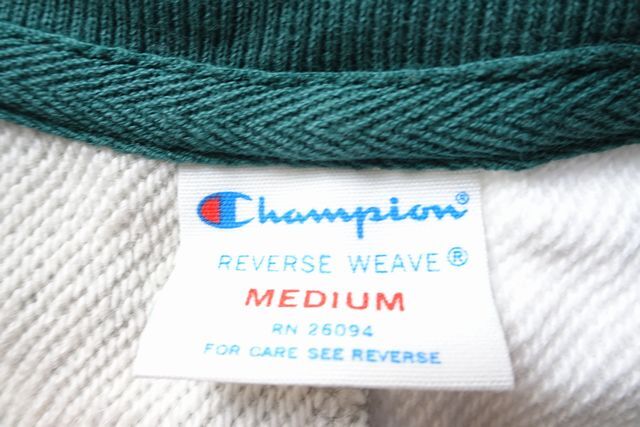 Champion®
REVERSE WEAVE®
MEDIUM
RN 26094
FOR CARE SEE REVERSE